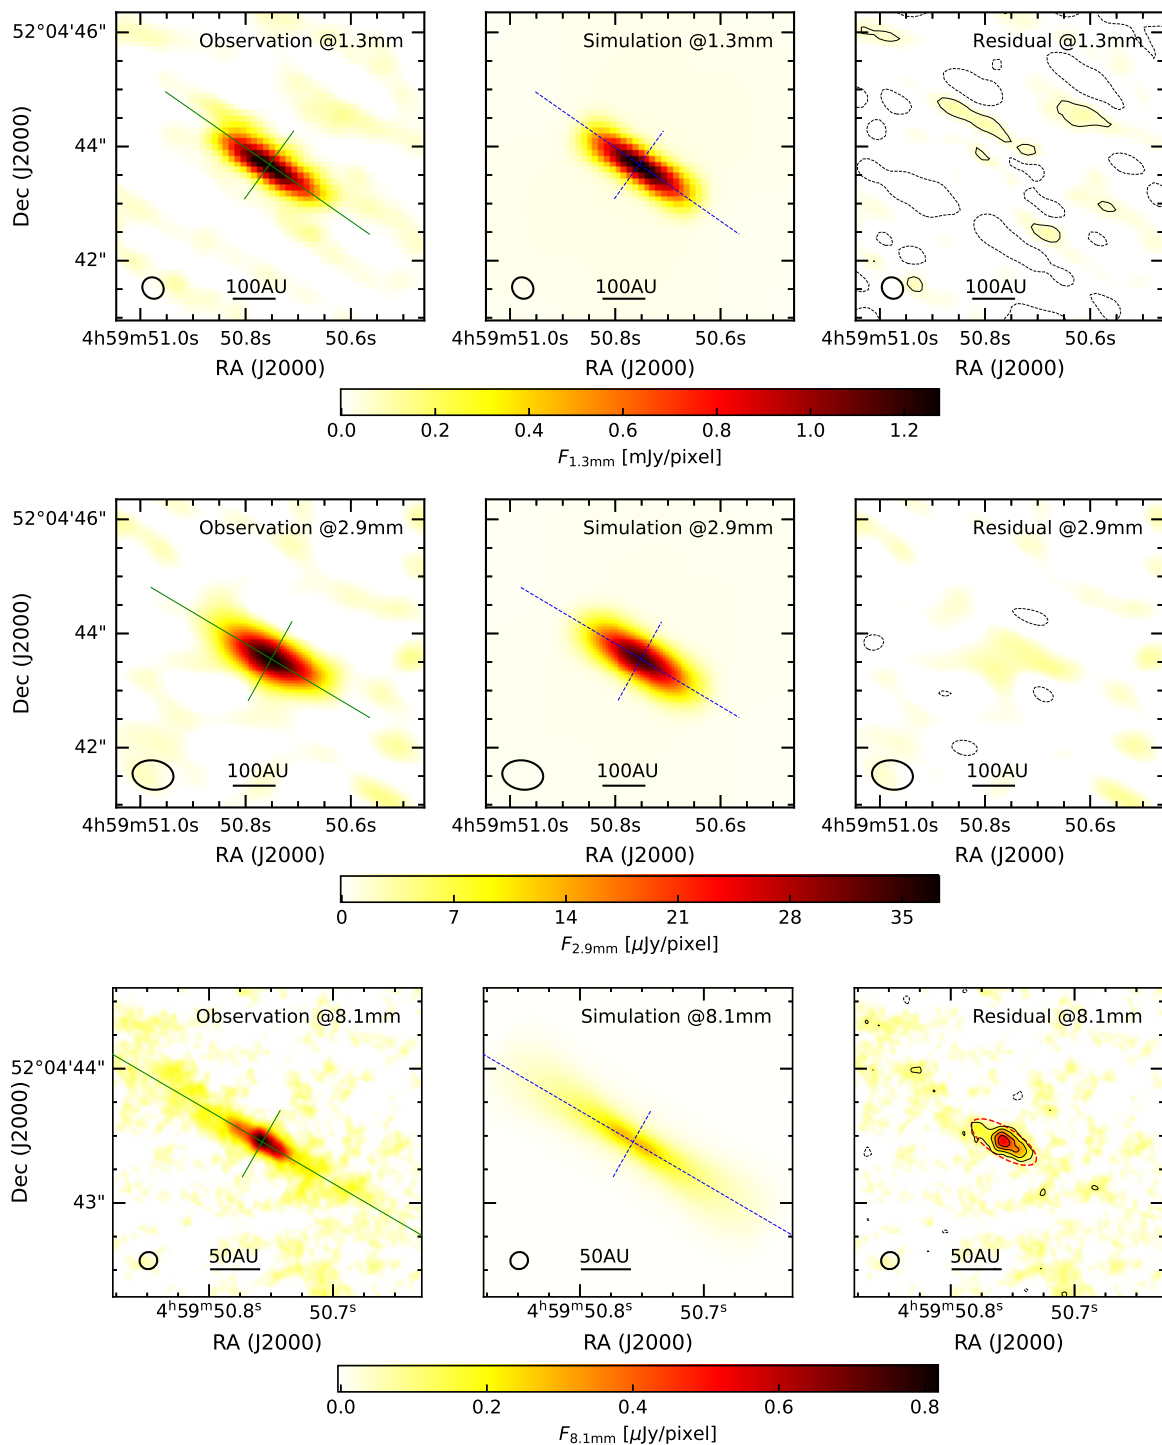 Observation @1.3mm
Simulation @1.3mm
Residual @1.3mm
52°04'46"
44"
42"
Dec (J2000)
100AU
100AU
100AU
4h59m51.0s 50.8s 50.6s
4h59m51.0s 50.8s 50.6s
4h59m51.0s 50.8s 50.6s
RA (J2000)
RA (J2000)
RA (J2000)
0.0 0.2 0.4 0.6 0.8 1.0 1.2
F1.3mm [mJy/pixel]
Observation @2.9mm
Simulation @2.9mm
Residual @2.9mm
52°04'46"
44"
42"
Dec (J2000)
100AU
100AU
100AU
4h59m51.0s 50.8s 50.6s
4h59m51.0s 50.8s 50.6s
4h59m51.0s 50.8s 50.6s
RA (J2000)
RA (J2000)
RA (J2000)
0 7 14 21 28 35
F2.9mm [μJy/pixel]
Observation @8.1mm
Simulation @8.1mm
Residual @8.1mm
52°04'44"
43"
Dec (J2000)
50AU
50AU
50AU
4h59m50.8s 50.7s
4h59m50.8s 50.7s
4h59m50.8s 50.7s
RA (J2000)
RA (J2000)
RA (J2000)
0.0 0.2 0.4 0.6 0.8
F8.1mm [μJy/pixel]